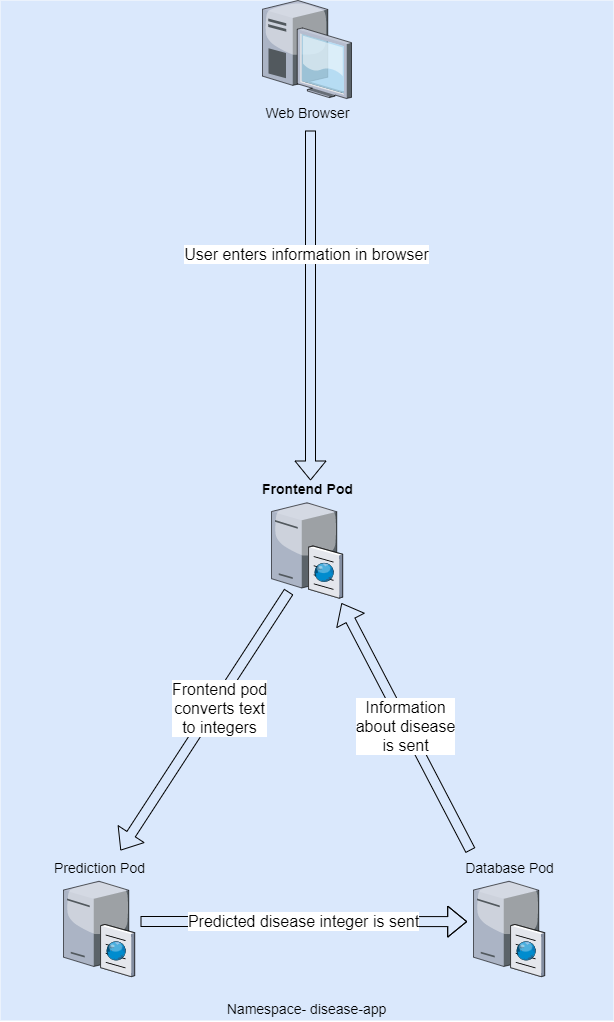 Web Browser
User enters information in browser
Frontend Pod
Frontend pod
converts text
to integers
Information
about disease
is sent
Prediction Pod
Database Pod
Predicted disease integer is sent
Namespace- disease-app